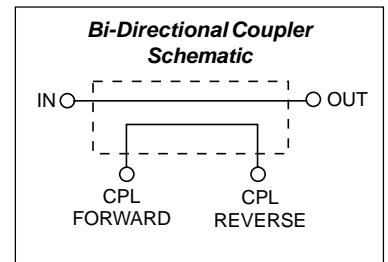 Bi-Directional Coupler
Schematic
IN
OUT
CPL
FORWARD
CPL
REVERSE